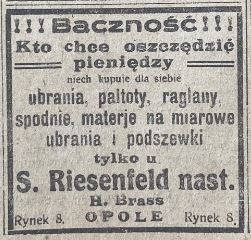 !!! Baczność!!!
Kto chce oszczędzić
pieniędzy
niech kupuje dla siebie
ubrania, paltoty, raglany,
spodnie, materje na miarowe
ubrania i podszewki
tylko u
S. Riesenfeld nast.
H. Brass
Rynek 8. OPOLE Rynek 8.